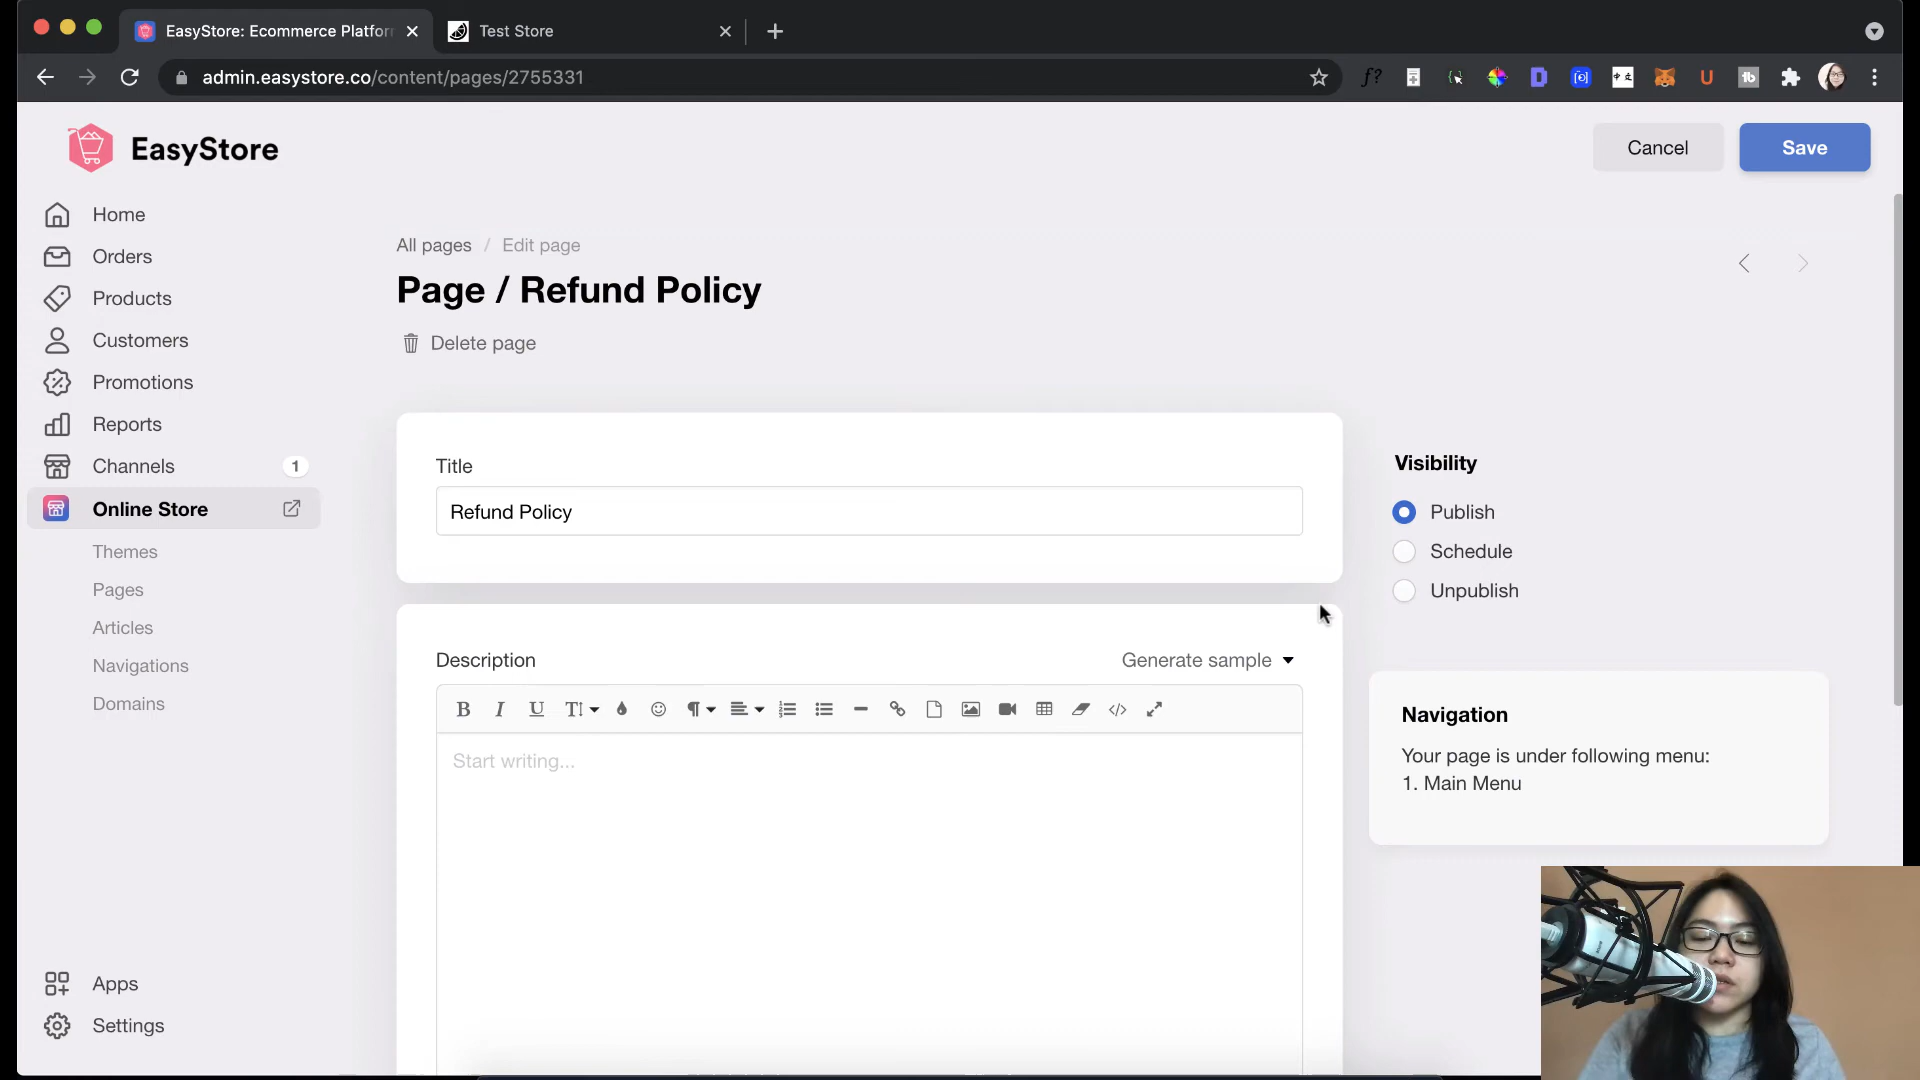 EasyStore: Ecommerce Platfor
Test Store
admin.easystore.co/content/pages/2755331
EasyStore
Cancel
Save
Home
Orders
Products
Customers
Promotions
Reports
Channels
1
Online Store
Themes
Pages
Articles
Navigations
Domains
Apps
Settings
All pages / Edit page
Page / Refund Policy
Delete page
Title
Refund Policy
Description
Generate sample
Start writing...
Visibility
Publish
Schedule
Unpublish
Navigation
Your page is under following menu:
1. Main Menu